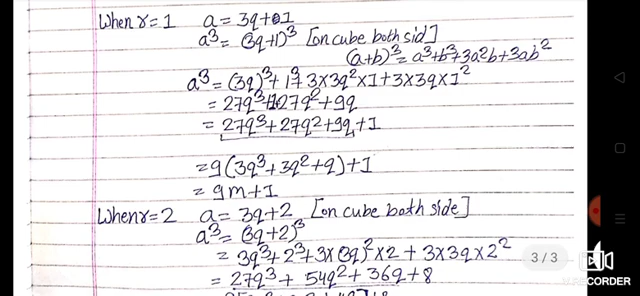 When r=1 a = 3q+1
a³ = (3q+1)³ [on cube both sid]
(a+b)³ = a³+b³+3a²b+3ab²
a³ = (3q)³+1³+3×3q²×1+3×3q×1²
= 27q³+27q²+9q
= 27q³+27q²+9q+1
= 9(3q³+3q²+q)+1
= 9m+1
When r=2 a = 3q+2 [on cube both side]
a³ = (3q+2)³
= 3q³+2³+3×(3q)²×2 + 3×3q×2²
= 27q³ + 54q² + 36q + 8
3/3
RECORDER